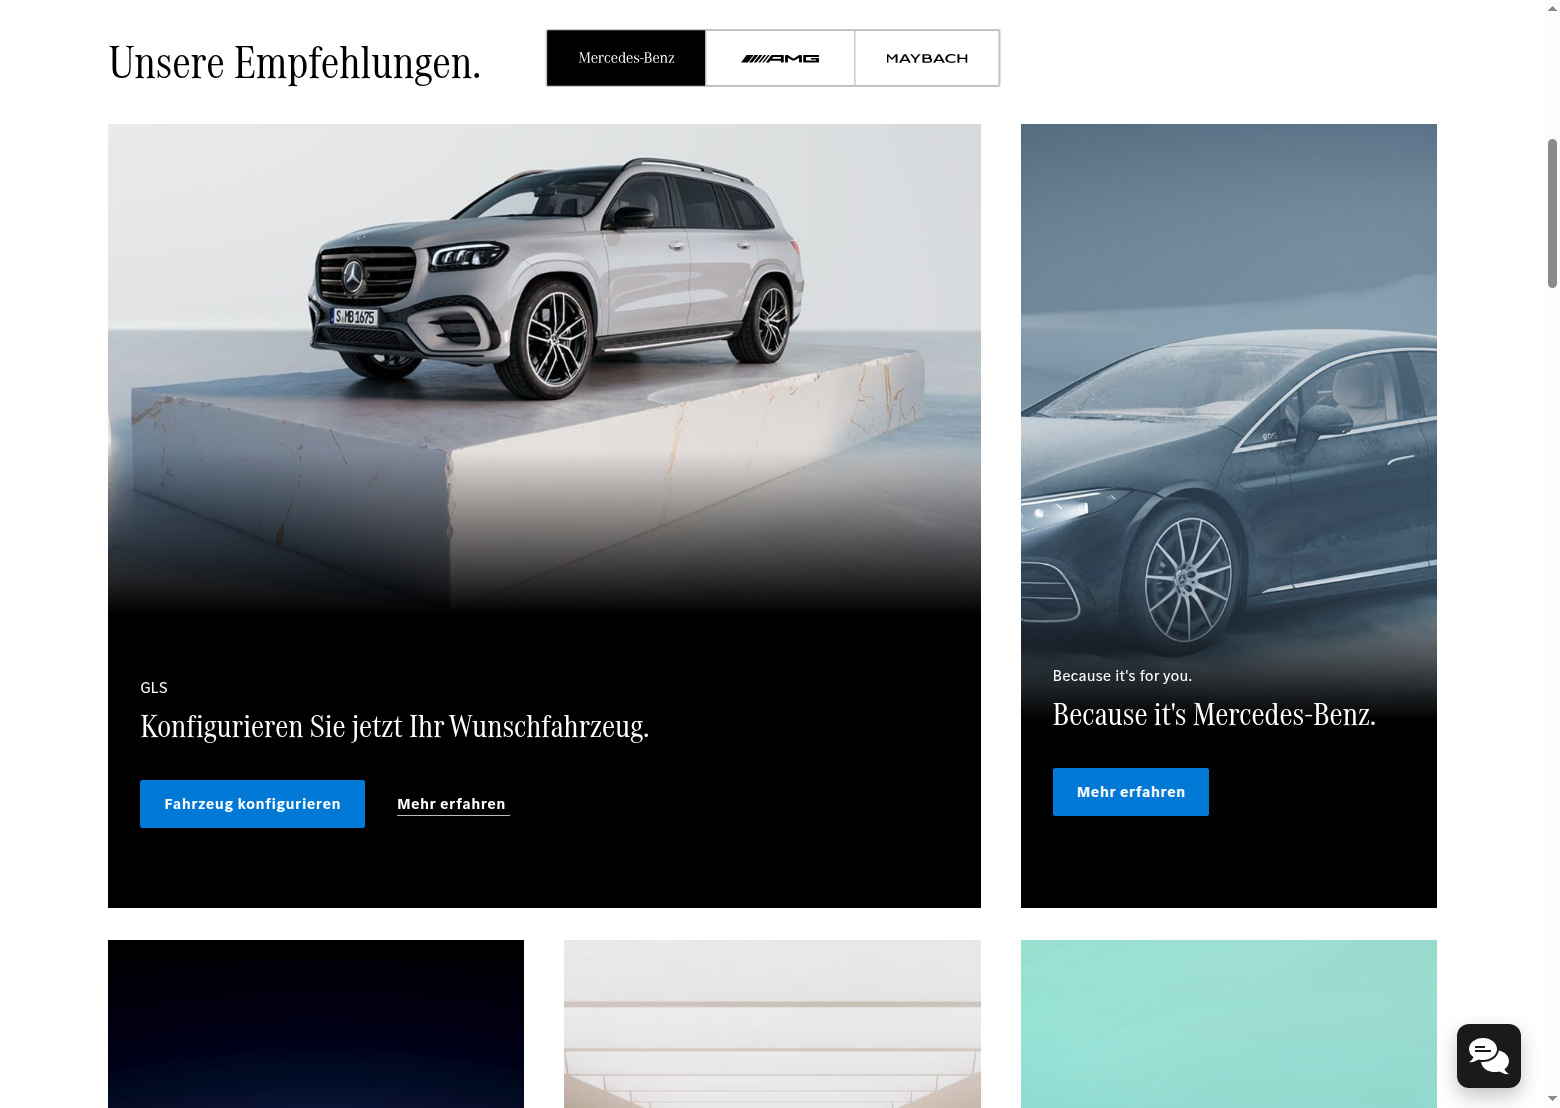 Unsere Empfehlungen.
Mercedes-Benz
AMG
MAYBACH
S·MB 1675
EQS
GLS
Konfigurieren Sie jetzt Ihr Wunschfahrzeug.
Fahrzeug konfigurieren
Mehr erfahren
Because it's for you.
Because it's Mercedes-Benz.
Mehr erfahren